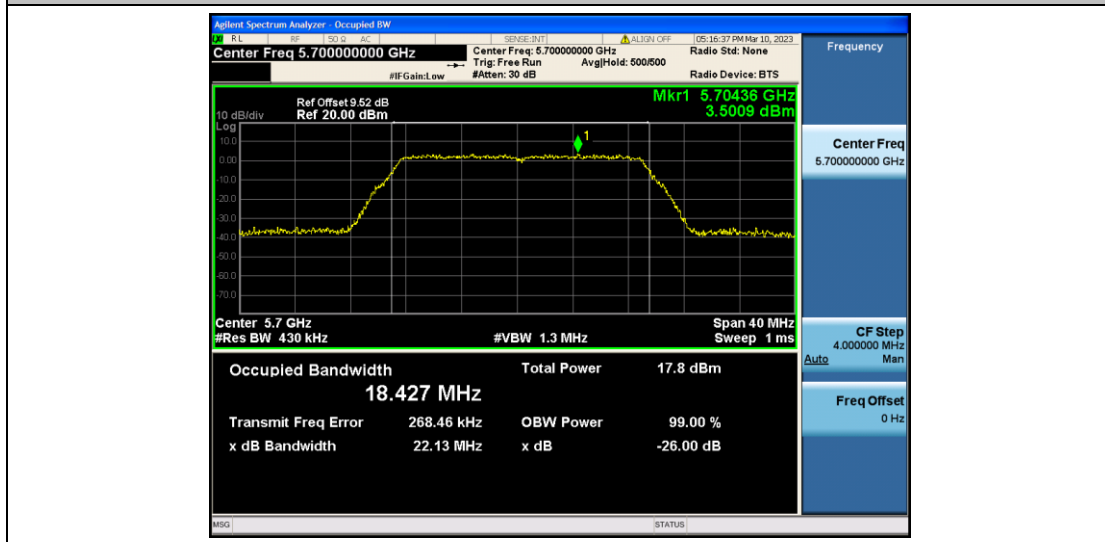 Agilent Spectrum Analyzer - Occupied BW
RL RF 50 Ω AC SENSE:INT ALIGN OFF 05:16:37 PM Mar 10, 2023
Center Freq 5.700000000 GHz
Center Freq: 5.700000000 GHz Radio Std: None
Trig: Free Run Avg|Hold: 500/500
#IFGain:Low #Atten: 30 dB Radio Device: BTS
Frequency
Mkr1 5.70436 GHz
3.5009 dBm
Ref Offset 9.52 dB
10 dB/div Ref 20.00 dBm
Log
10.0
0.00
-10.0
-20.0
-30.0
-40.0
-50.0
-60.0
-70.0
1
Center 5.7 GHz Span 40 MHz
#Res BW 430 kHz #VBW 1.3 MHz Sweep 1 ms
Occupied Bandwidth Total Power 17.8 dBm
18.427 MHz
Transmit Freq Error 268.46 kHz OBW Power 99.00 %
x dB Bandwidth 22.13 MHz x dB -26.00 dB
Center Freq
5.700000000 GHz
CF Step
4.000000 MHz
Auto Man
Freq Offset
0 Hz
MSG STATUS